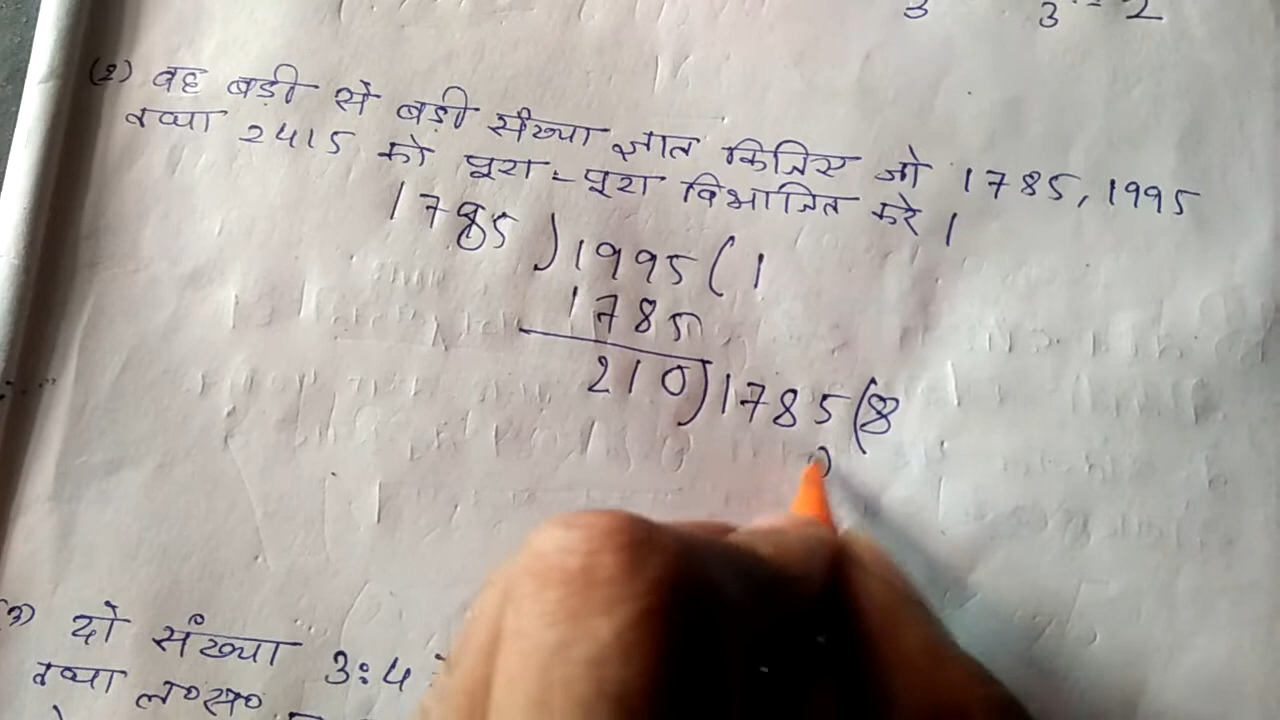 3 3 2
(2) वह बड़ी से बड़ी संख्या ज्ञात किजिए जो 1785, 1995
तथा 2415 को पूरा-पूरा विभाजित करे।
1785)1995(1
1785
210)1785(8
0
(3) दो संख्या 3:4
तथा ल०स०